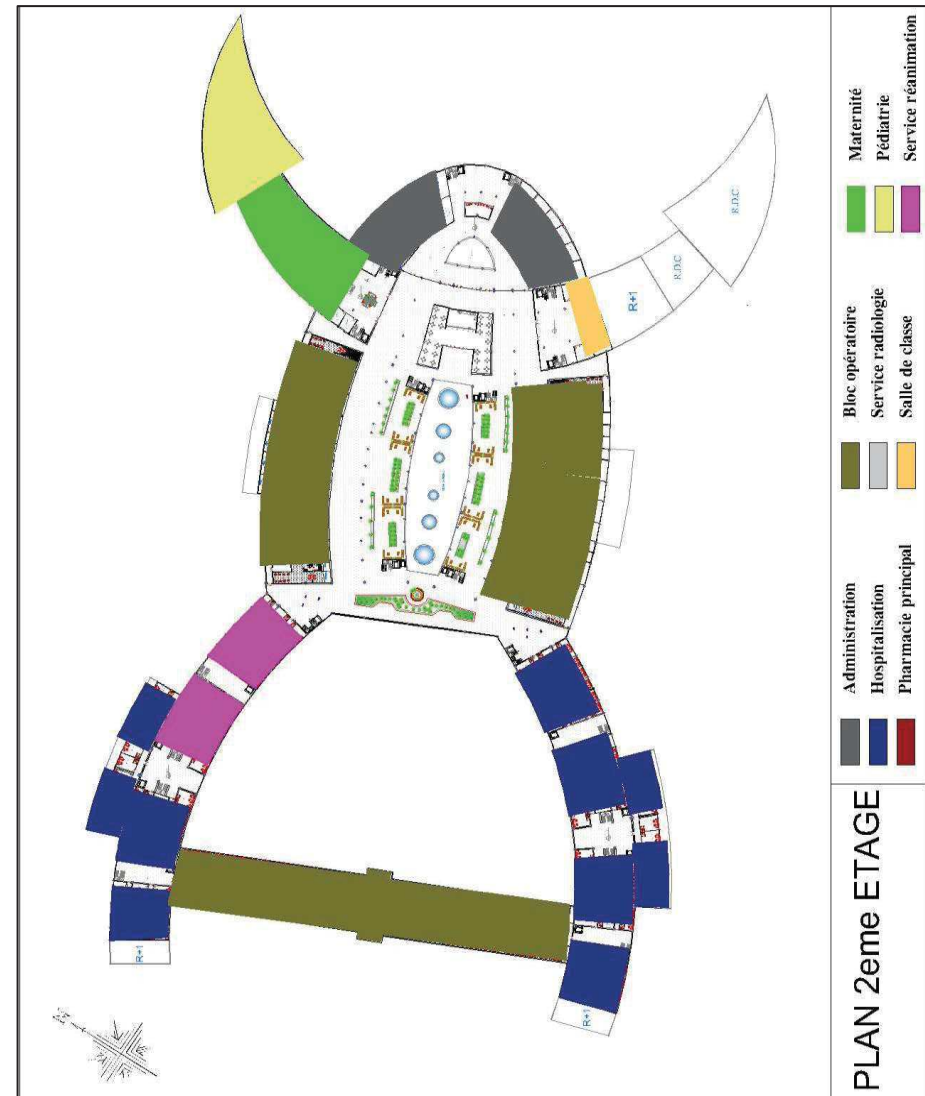 N
R.D.C
R.D.C
R+1
R+1
R+1
PLAN 2eme ETAGE
Administration
Hospitalisation
Pharmacie principal
Bloc opératoire
Service radiologie
Salle de classe
Maternité
Pédiatrie
Service réanimation